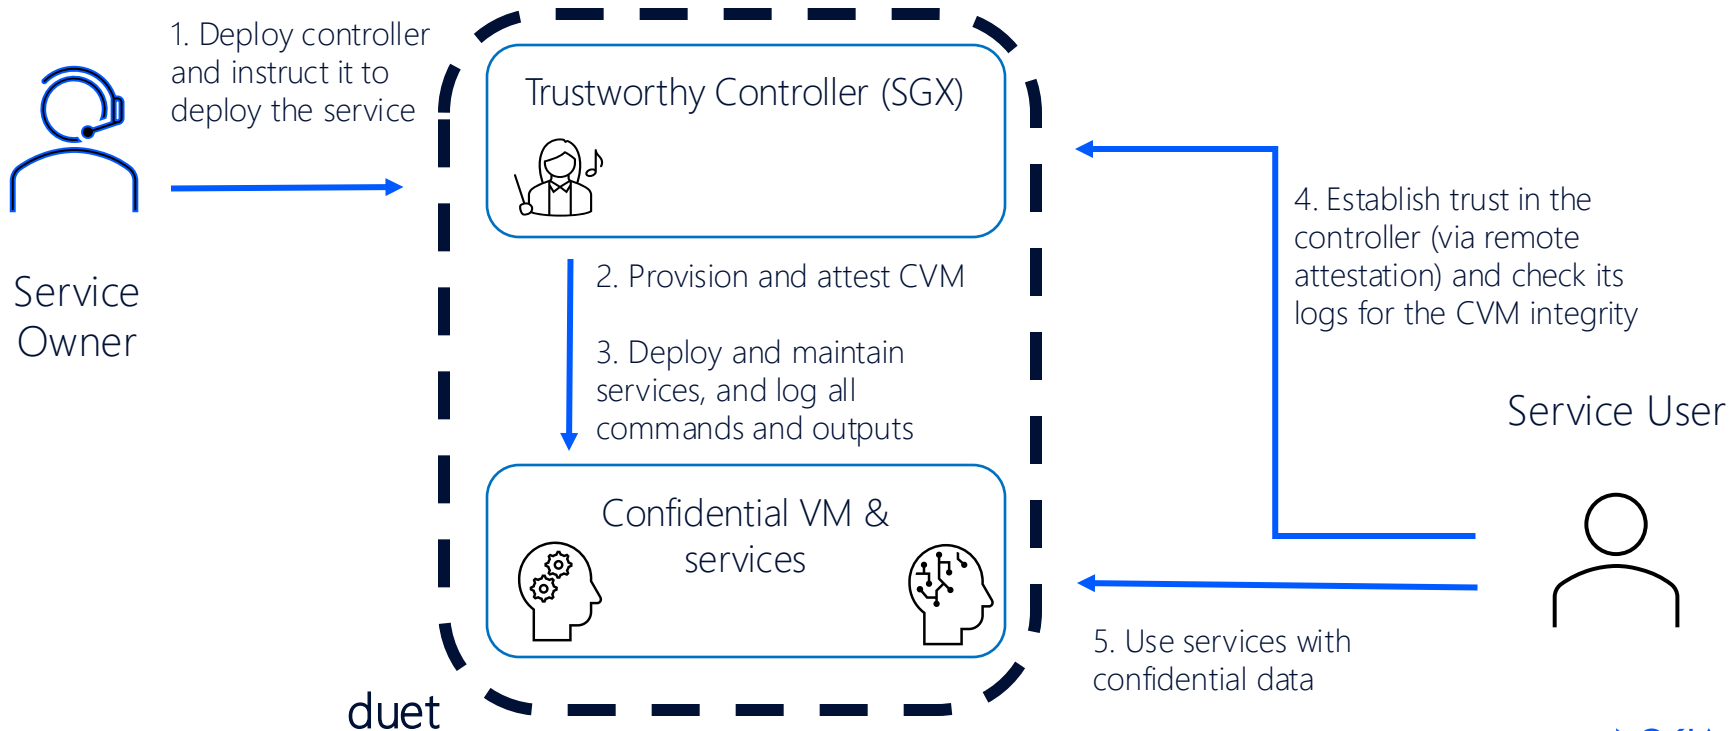 1. Deploy controller
and instruct it to
deploy the service
Service
Owner
Trustworthy Controller (SGX)
2. Provision and attest CVM
3. Deploy and maintain
services, and log all
commands and outputs
Confidential VM &
services
duet
4. Establish trust in the
controller (via remote
attestation) and check its
logs for the CVM integrity
Service User
5. Use services with
confidential data